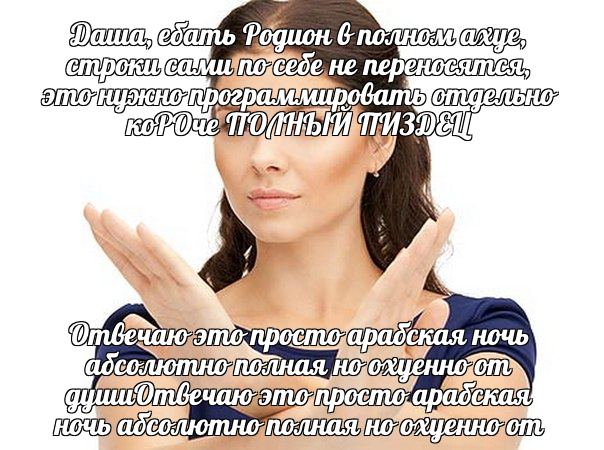 Даша, ебать Родион в полном ахуе,
строки сами по себе не переносятся,
это нужно программировать отдельно
коРОче ПОЛНЫЙ ПИЗДЕЦ
Отвечаю это просто арабская ночь
абсолютно полная но охуенно от
душиОтвечаю это просто арабская
ночь абсолютно полная но охуенно от